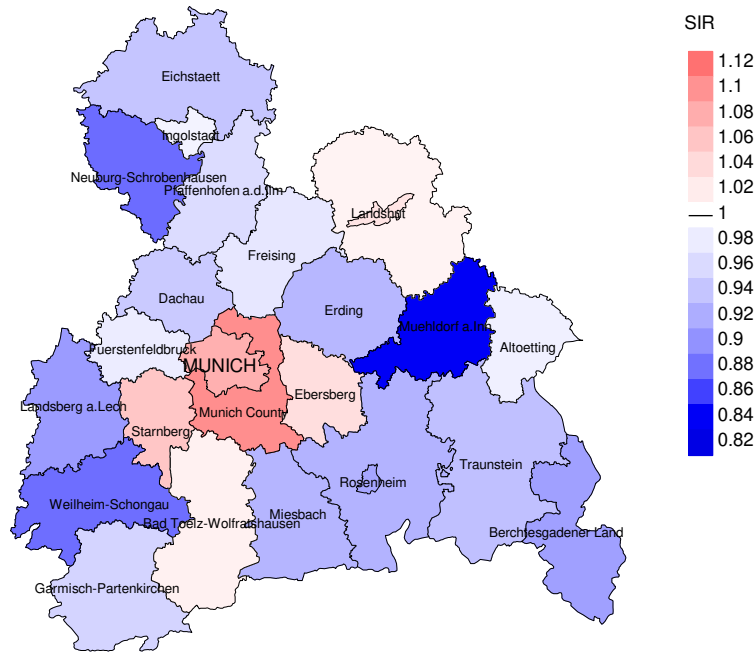 SIR
1.12
1.1
1.08
1.06
1.04
1.02
1
0.98
0.96
0.94
0.92
0.9
0.88
0.86
0.84
0.82
Eichstaett
Ingolstadt
Neuburg-Schrobenhausen
Pfaffenhofen a.d.Ilm
Landshut
Freising
Dachau
Erding
Muehldorf a.Inn
Altoetting
Fuerstenfeldbruck
MUNICH
Ebersberg
Landsberg a.Lech
Munich County
Starnberg
Traunstein
Rosenheim
Weilheim-Schongau
Miesbach
Bad Toelz-Wolfratshausen
Berchtesgadener Land
Garmisch-Partenkirchen